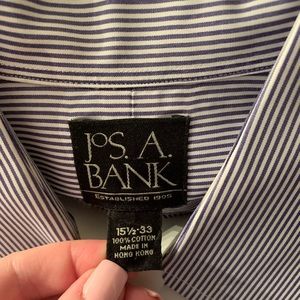 JOS. A.
BANK
ESTABLISHED 1905
15½-33
100% COTTON
MADE IN
HONG KONG